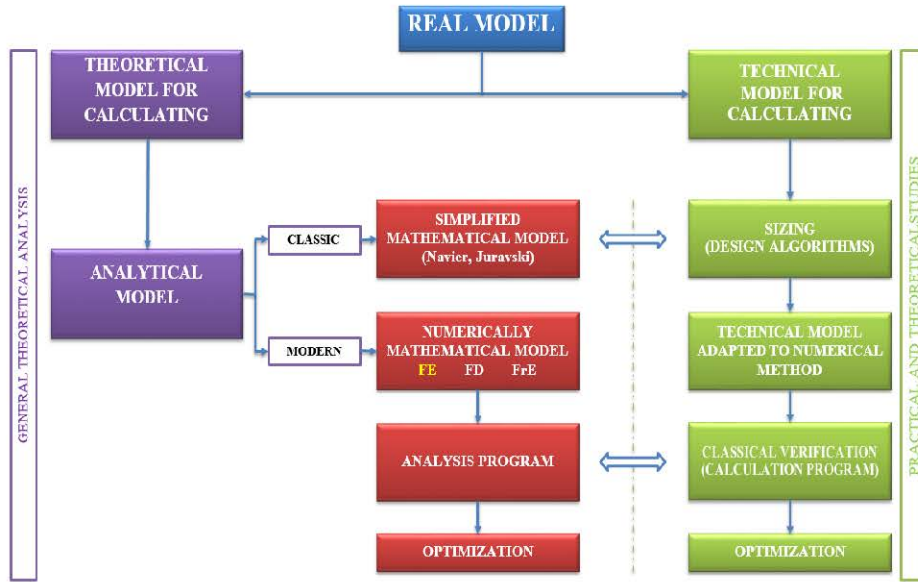 REAL MODEL
GENERAL THEORETICAL ANALYSIS
THEORETICAL
MODEL FOR
CALCULATING
TECHNICAL
MODEL FOR
CALCULATING
PRACTICAL AND THEORETICALSTUDIES
ANALYTICAL
MODEL
CLASSIC
SIMPLIFIED
MATHEMATICAL MODEL
(Navier, Juravski)
SIZING
(DESIGN ALGORITHMS)
MODERN
NUMERICALLY
MATHEMATICAL MODEL
FE FD FrE
TECHNICAL MODEL
ADAPTED TO NUMERICAL
METHOD
ANALYSIS PROGRAM
CLASSICAL VERIFICATION
(CALCULATION PROGRAM)
OPTIMIZATION
OPTIMIZATION